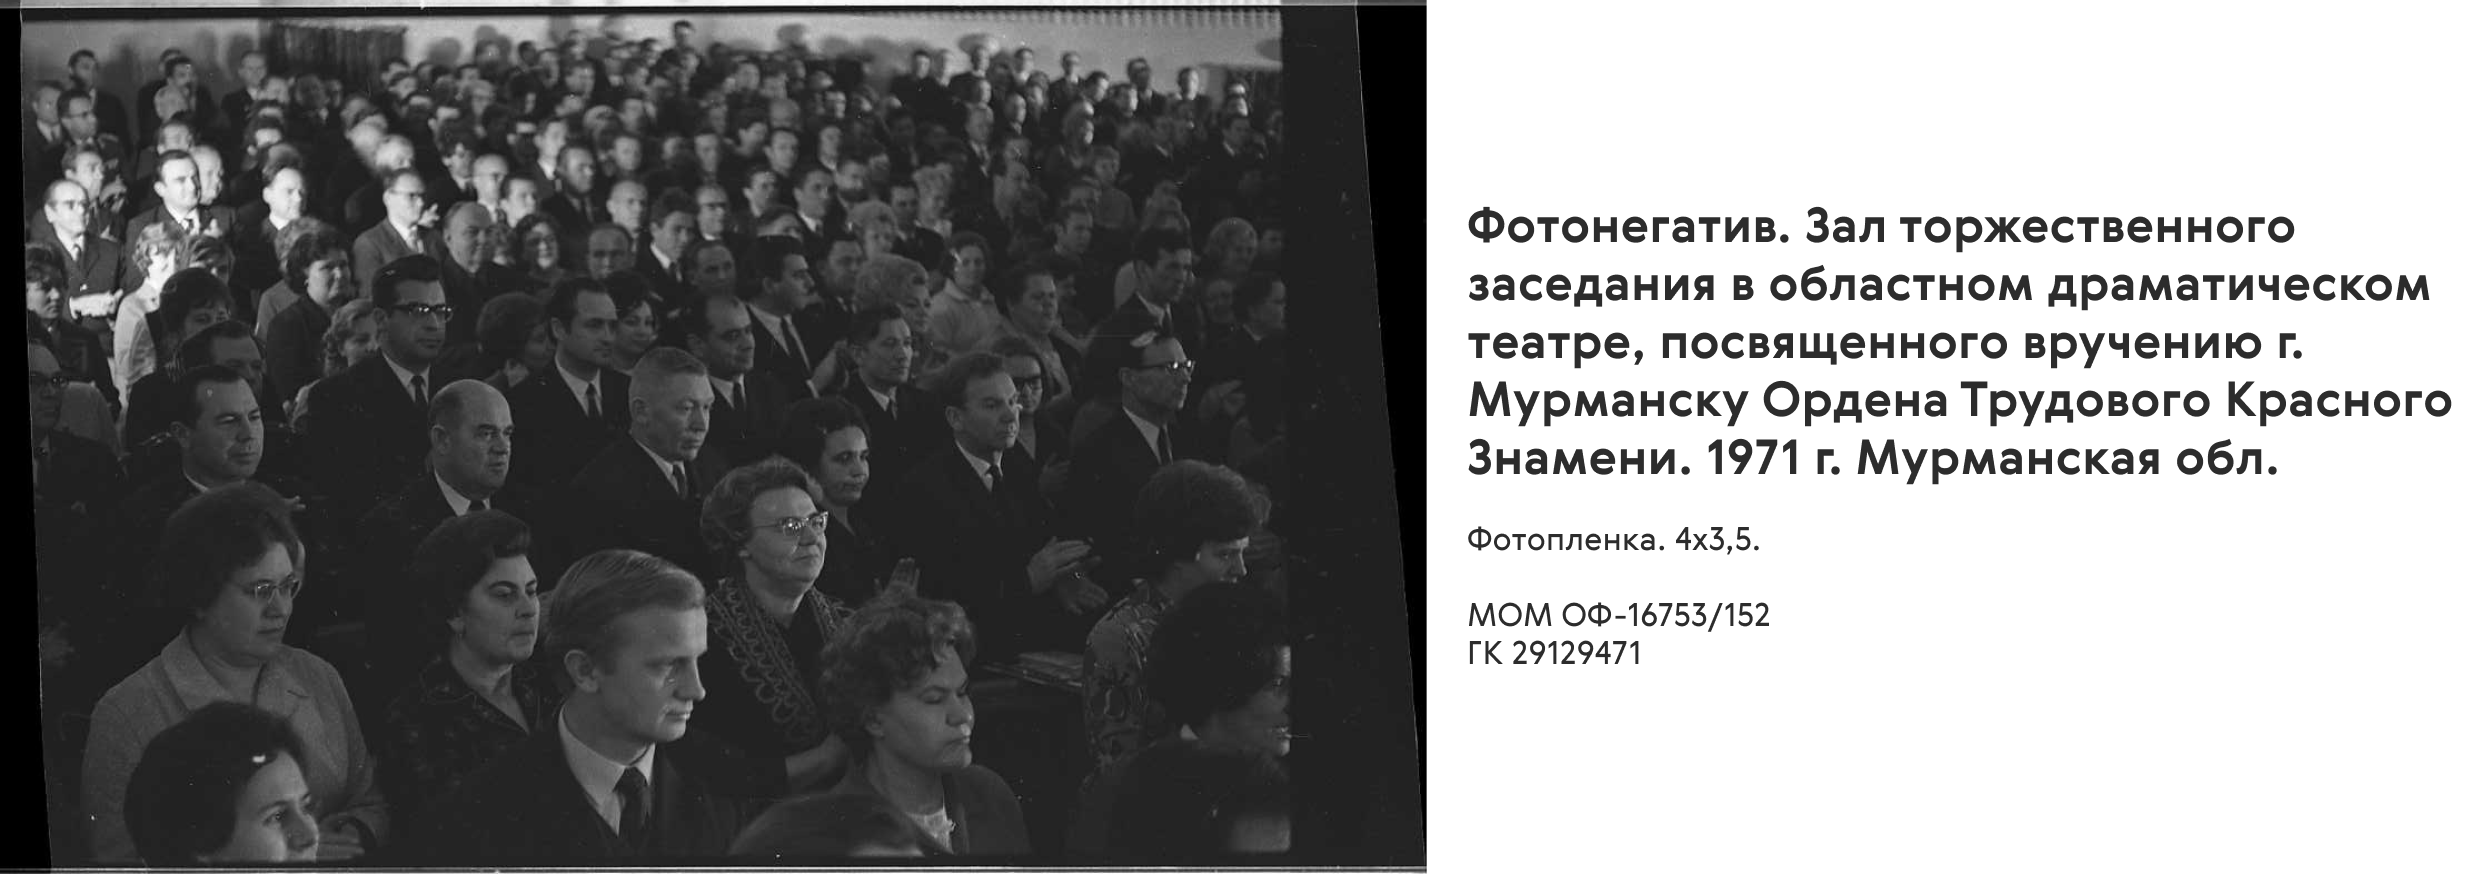 Фотонегатив. Зал торжественного
заседания в областном драматическом
театре, посвященного вручению г.
Мурманску Ордена Трудового Красного
Знамени. 1971 г. Мурманская обл.
Фотопленка. 4х3,5.
МОМ ОФ-16753/152
ГК 29129471